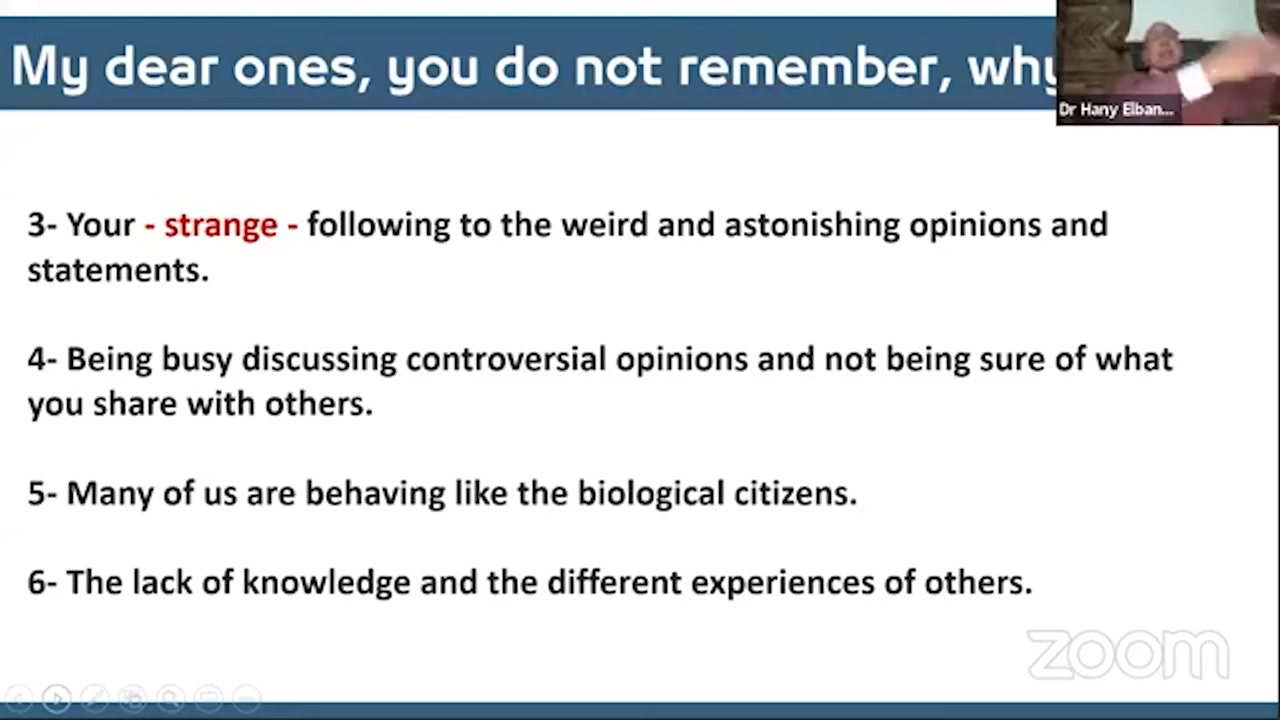 My dear ones, you do not remember, why
Dr Hany Elban...
3- Your - strange - following to the weird and astonishing opinions and
statements.
4- Being busy discussing controversial opinions and not being sure of what
you share with others.
5- Many of us are behaving like the biological citizens.
6- The lack of knowledge and the different experiences of others.
zoom